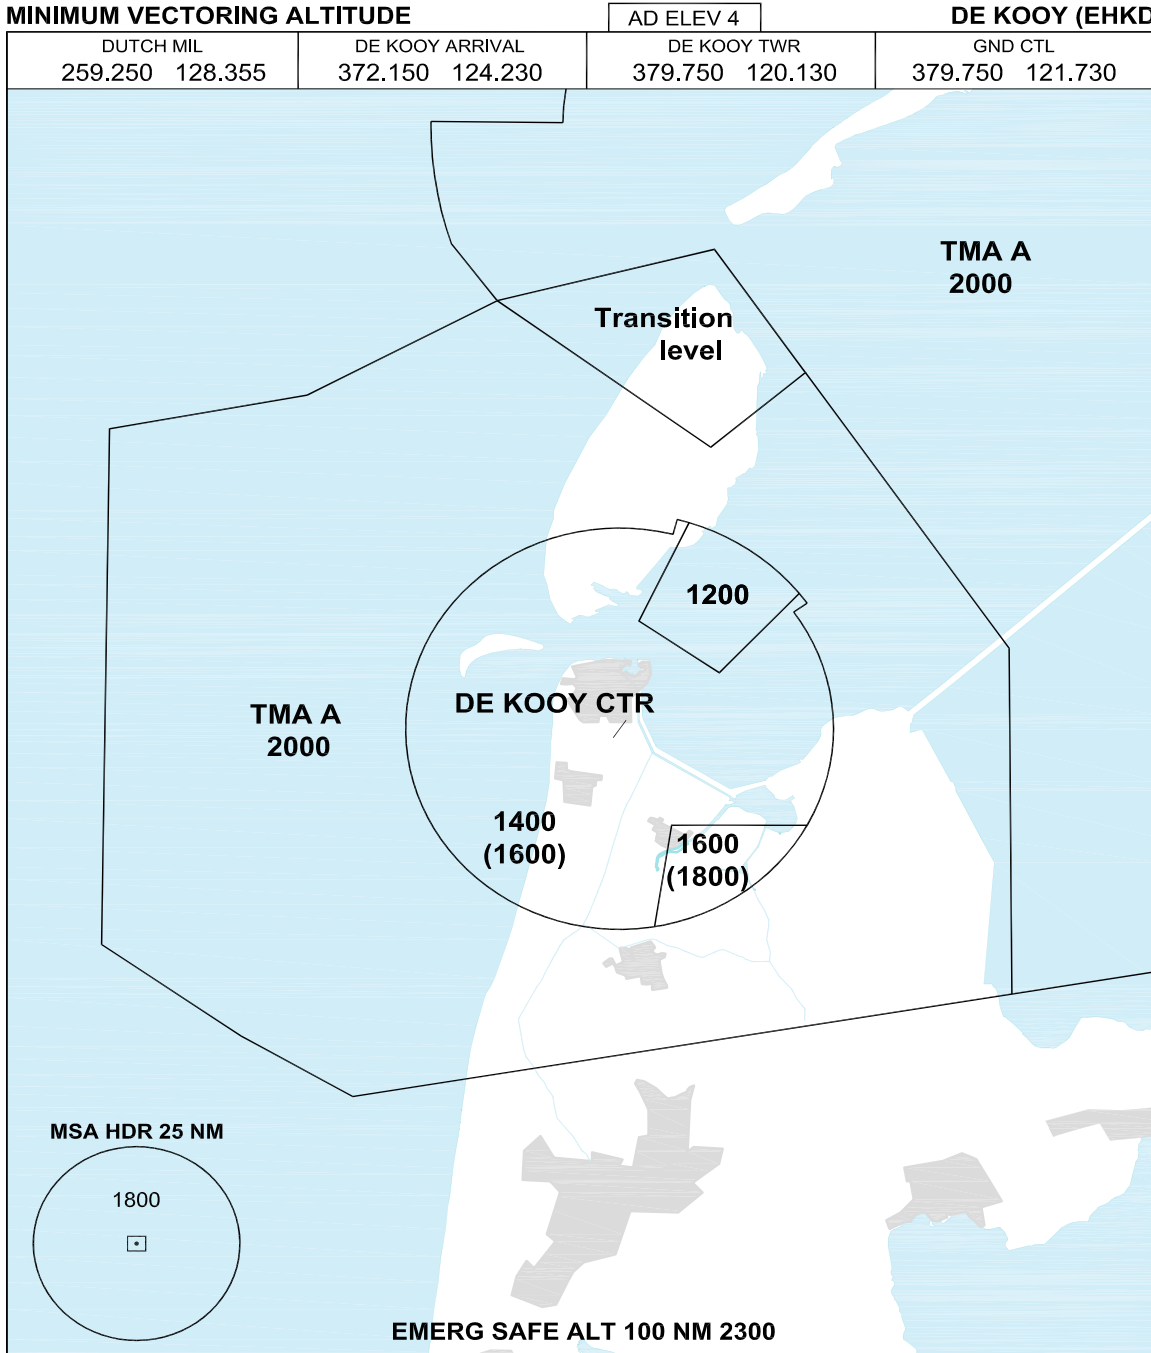 MINIMUM VECTORING ALTITUDE
AD ELEV 4
DE KOOY (EHKD
DUTCH MIL
259.250 128.355
DE KOOY ARRIVAL
372.150 124.230
DE KOOY TWR
379.750 120.130
GND CTL
379.750 121.730
TMA A
2000
Transition
level
1200
DE KOOY CTR
TMA A
2000
1400
(1600)
1600
(1800)
MSA HDR 25 NM
1800
EMERG SAFE ALT 100 NM 2300